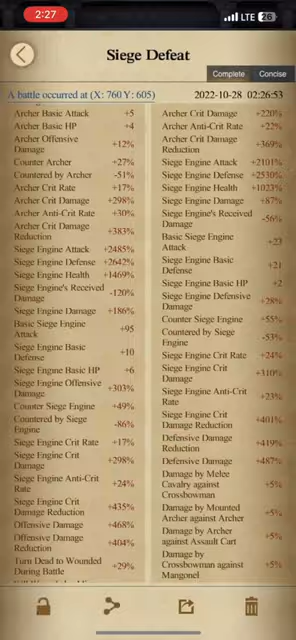 2:27
LTE 26
Siege Defeat
Complete
Concise
A battle occurred at (X: 760 Y: 605)
2022-10-28 02:26:53
Archer Basic Attack +5
Archer Basic HP +4
Archer Offensive
Damage +12%
Counter Archer +27%
Countered by Archer -51%
Archer Crit Rate +17%
Archer Crit Damage +298%
Archer Anti-Crit Rate +30%
Archer Crit Damage
Reduction +383%
Siege Engine Attack +2485%
Siege Engine Defense +2642%
Siege Engine Health +1469%
Siege Engine's Received
Damage -120%
Siege Engine Damage +186%
Basic Siege Engine
Attack +95
Siege Engine Basic
Defense +10
Siege Engine Basic HP +6
Siege Engine Offensive
Damage +303%
Counter Siege Engine +49%
Countered by Siege
Engine -86%
Siege Engine Crit Rate +17%
Siege Engine Crit
Damage +298%
Siege Engine Anti-Crit
Rate +24%
Siege Engine Crit
Damage Reduction +435%
Offensive Damage +468%
Offensive Damage
Reduction +404%
Turn Dead to Wounded
During Battle +29%
Archer Crit Damage +220%
Archer Anti-Crit Rate +22%
Archer Crit Damage
Reduction +369%
Siege Engine Attack +2101%
Siege Engine Defense +2530%
Siege Engine Health +1023%
Siege Engine Damage +87%
Siege Engine's Received
Damage -56%
Basic Siege Engine
Attack +23
Siege Engine Basic
Defense +21
Siege Engine Basic HP +2
Siege Engine Defensive
Damage +28%
Counter Siege Engine +55%
Countered by Siege
Engine -53%
Siege Engine Crit Rate +24%
Siege Engine Crit
Damage +310%
Siege Engine Anti-Crit
Rate +23%
Siege Engine Crit
Damage Reduction +401%
Defensive Damage
Reduction +419%
Defensive Damage +487%
Damage by Melee
Cavalry against
Crossbowman +5%
Damage by Mounted
Archer against Archer +5%
Damage by Archer
against Assault Cart +5%
Damage by
Crossbowman against
Mangonel +5%